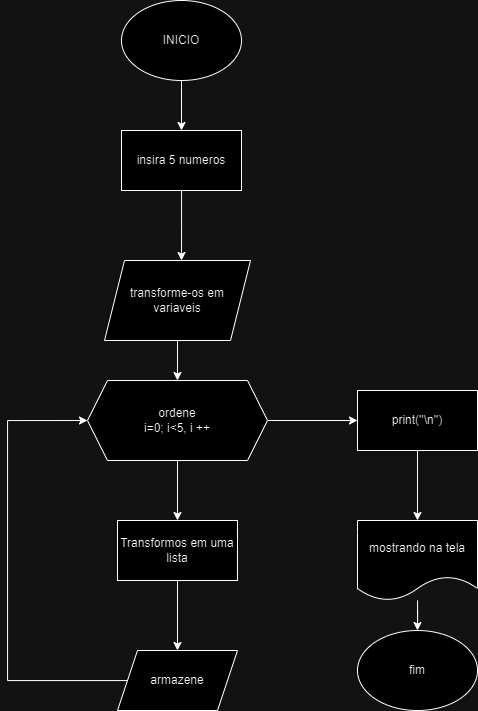 INICIO
insira 5 numeros
transforme-os em
variaveis
ordene
i=0; i<5, i ++
print("\n")
Transformos em uma
lista
mostrando na tela
armazene
fim